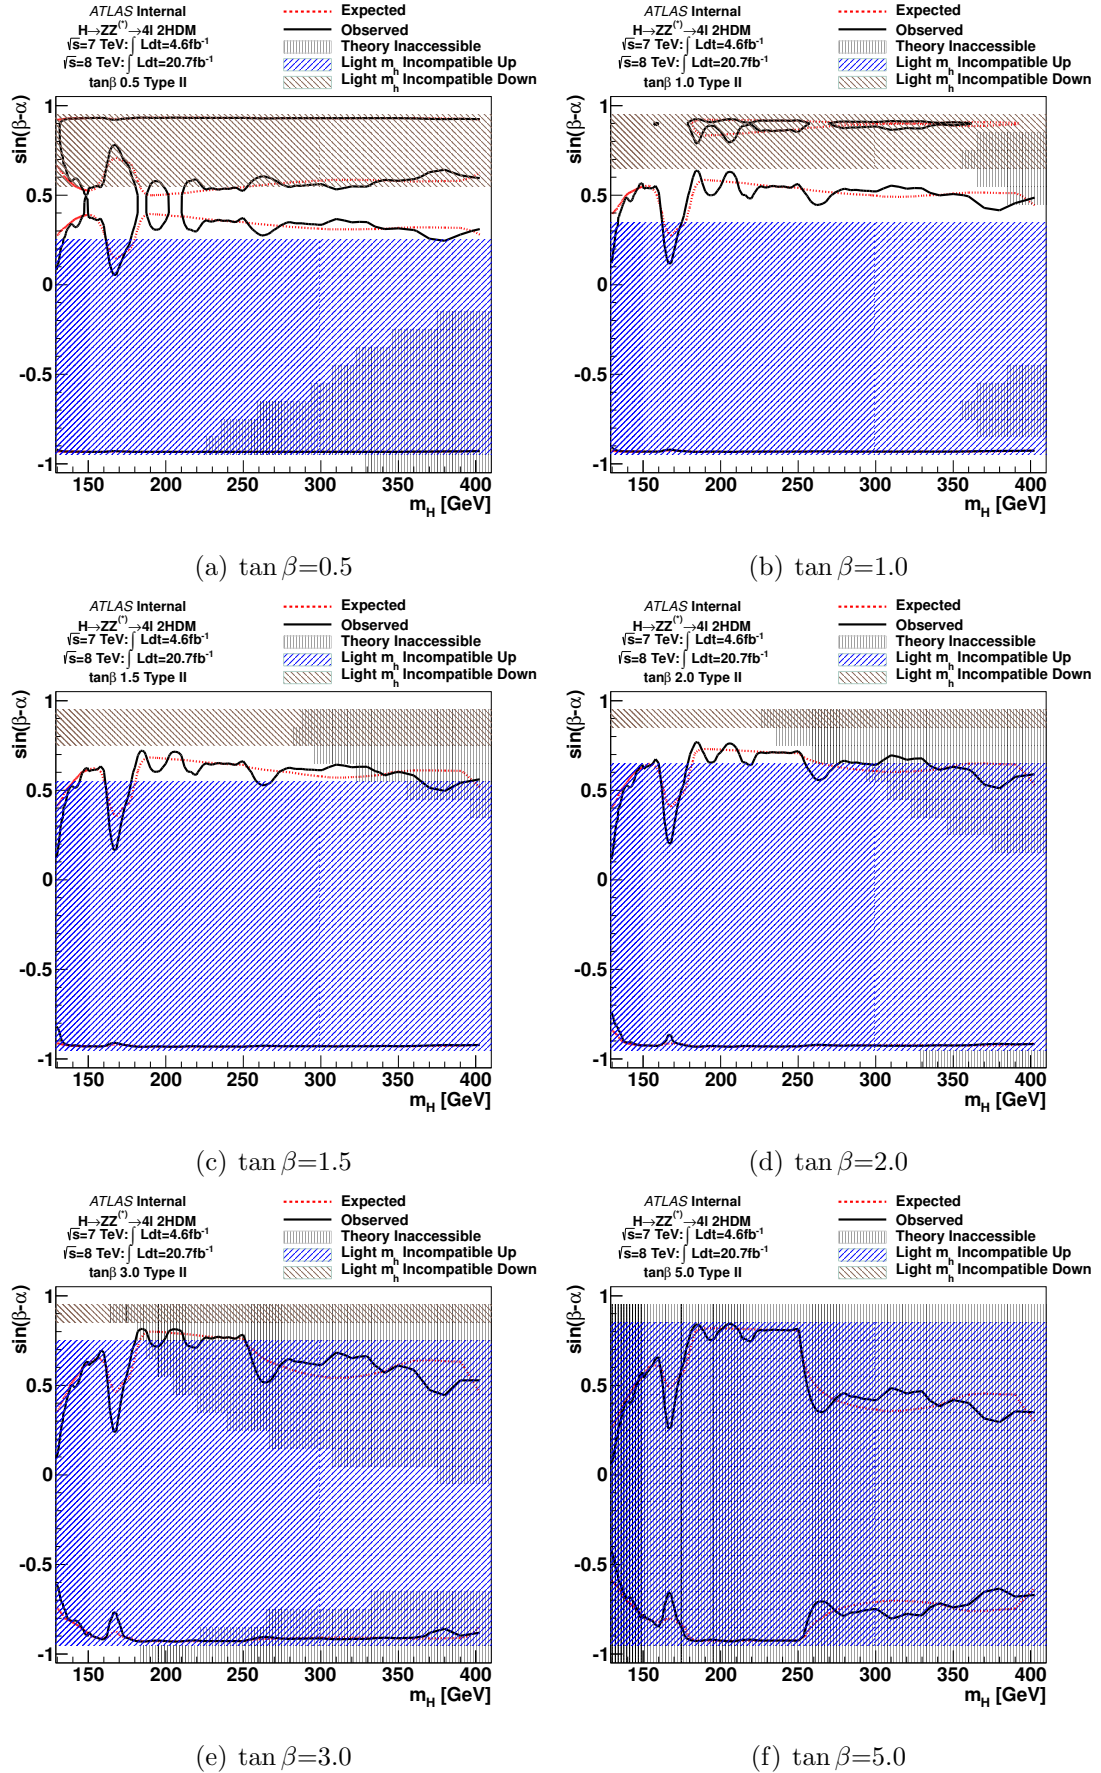 ATLAS Internal
H→ZZ(*)→4l 2HDM
√s=7 TeV:∫ Ldt=4.6fb-1
√s=8 TeV:∫ Ldt=20.7fb-1
tanβ 0.5 Type II
Expected
Observed
Theory Inaccessible
Light mh Incompatible Up
Light mh Incompatible Down
sin(β-α)
1
0.5
0
-0.5
-1
150 200 250 300 350 400
mH [GeV]
(a) tan β=0.5
ATLAS Internal
H→ZZ(*)→4l 2HDM
√s=7 TeV:∫ Ldt=4.6fb-1
√s=8 TeV:∫ Ldt=20.7fb-1
tanβ 1.0 Type II
Expected
Observed
Theory Inaccessible
Light mh Incompatible Up
Light mh Incompatible Down
sin(β-α)
1
0.5
0
-0.5
-1
150 200 250 300 350 400
mH [GeV]
(b) tan β=1.0
ATLAS Internal
H→ZZ(*)→4l 2HDM
√s=7 TeV:∫ Ldt=4.6fb-1
√s=8 TeV:∫ Ldt=20.7fb-1
tanβ 1.5 Type II
Expected
Observed
Theory Inaccessible
Light mh Incompatible Up
Light mh Incompatible Down
sin(β-α)
1
0.5
0
-0.5
-1
150 200 250 300 350 400
mH [GeV]
(c) tan β=1.5
ATLAS Internal
H→ZZ(*)→4l 2HDM
√s=7 TeV:∫ Ldt=4.6fb-1
√s=8 TeV:∫ Ldt=20.7fb-1
tanβ 2.0 Type II
Expected
Observed
Theory Inaccessible
Light mh Incompatible Up
Light mh Incompatible Down
sin(β-α)
1
0.5
0
-0.5
-1
150 200 250 300 350 400
mH [GeV]
(d) tan β=2.0
ATLAS Internal
H→ZZ(*)→4l 2HDM
√s=7 TeV:∫ Ldt=4.6fb-1
√s=8 TeV:∫ Ldt=20.7fb-1
tanβ 3.0 Type II
Expected
Observed
Theory Inaccessible
Light mh Incompatible Up
Light mh Incompatible Down
sin(β-α)
1
0.5
0
-0.5
-1
150 200 250 300 350 400
mH [GeV]
(e) tan β=3.0
ATLAS Internal
H→ZZ(*)→4l 2HDM
√s=7 TeV:∫ Ldt=4.6fb-1
√s=8 TeV:∫ Ldt=20.7fb-1
tanβ 5.0 Type II
Expected
Observed
Theory Inaccessible
Light mh Incompatible Up
Light mh Incompatible Down
sin(β-α)
1
0.5
0
-0.5
-1
150 200 250 300 350 400
mH [GeV]
(f) tan β=5.0